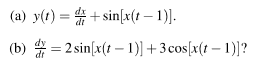 (a) y(t) = dx/dt + sin[x(t − 1)].
(b) dy/dt = 2 sin[x(t − 1)] + 3 cos[x(t − 1)]?